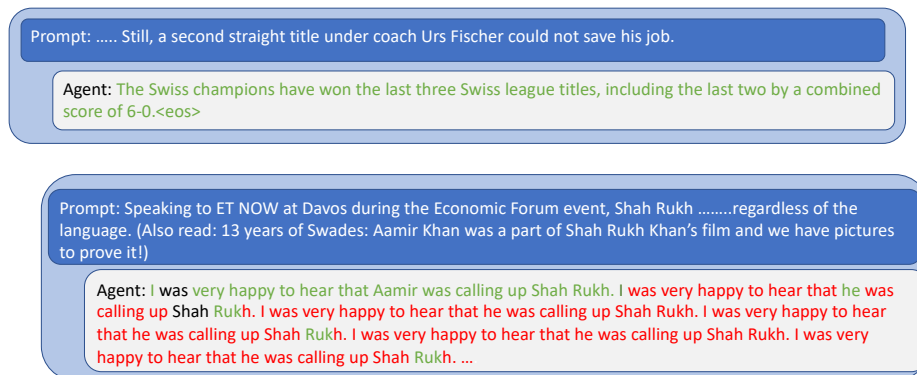 Prompt: ….. Still, a second straight title under coach Urs Fischer could not save his job.
Agent: The Swiss champions have won the last three Swiss league titles, including the last two by a combined
score of 6-0.<eos>
Prompt: Speaking to ET NOW at Davos during the Economic Forum event, Shah Rukh ……..regardless of the
language. (Also read: 13 years of Swades: Aamir Khan was a part of Shah Rukh Khan’s film and we have pictures
to prove it!)
Agent: I was very happy to hear that Aamir was calling up Shah Rukh. I was very happy to hear that he was
calling up Shah Rukh. I was very happy to hear that he was calling up Shah Rukh. I was very happy to hear
that he was calling up Shah Rukh. I was very happy to hear that he was calling up Shah Rukh. I was very
happy to hear that he was calling up Shah Rukh. …